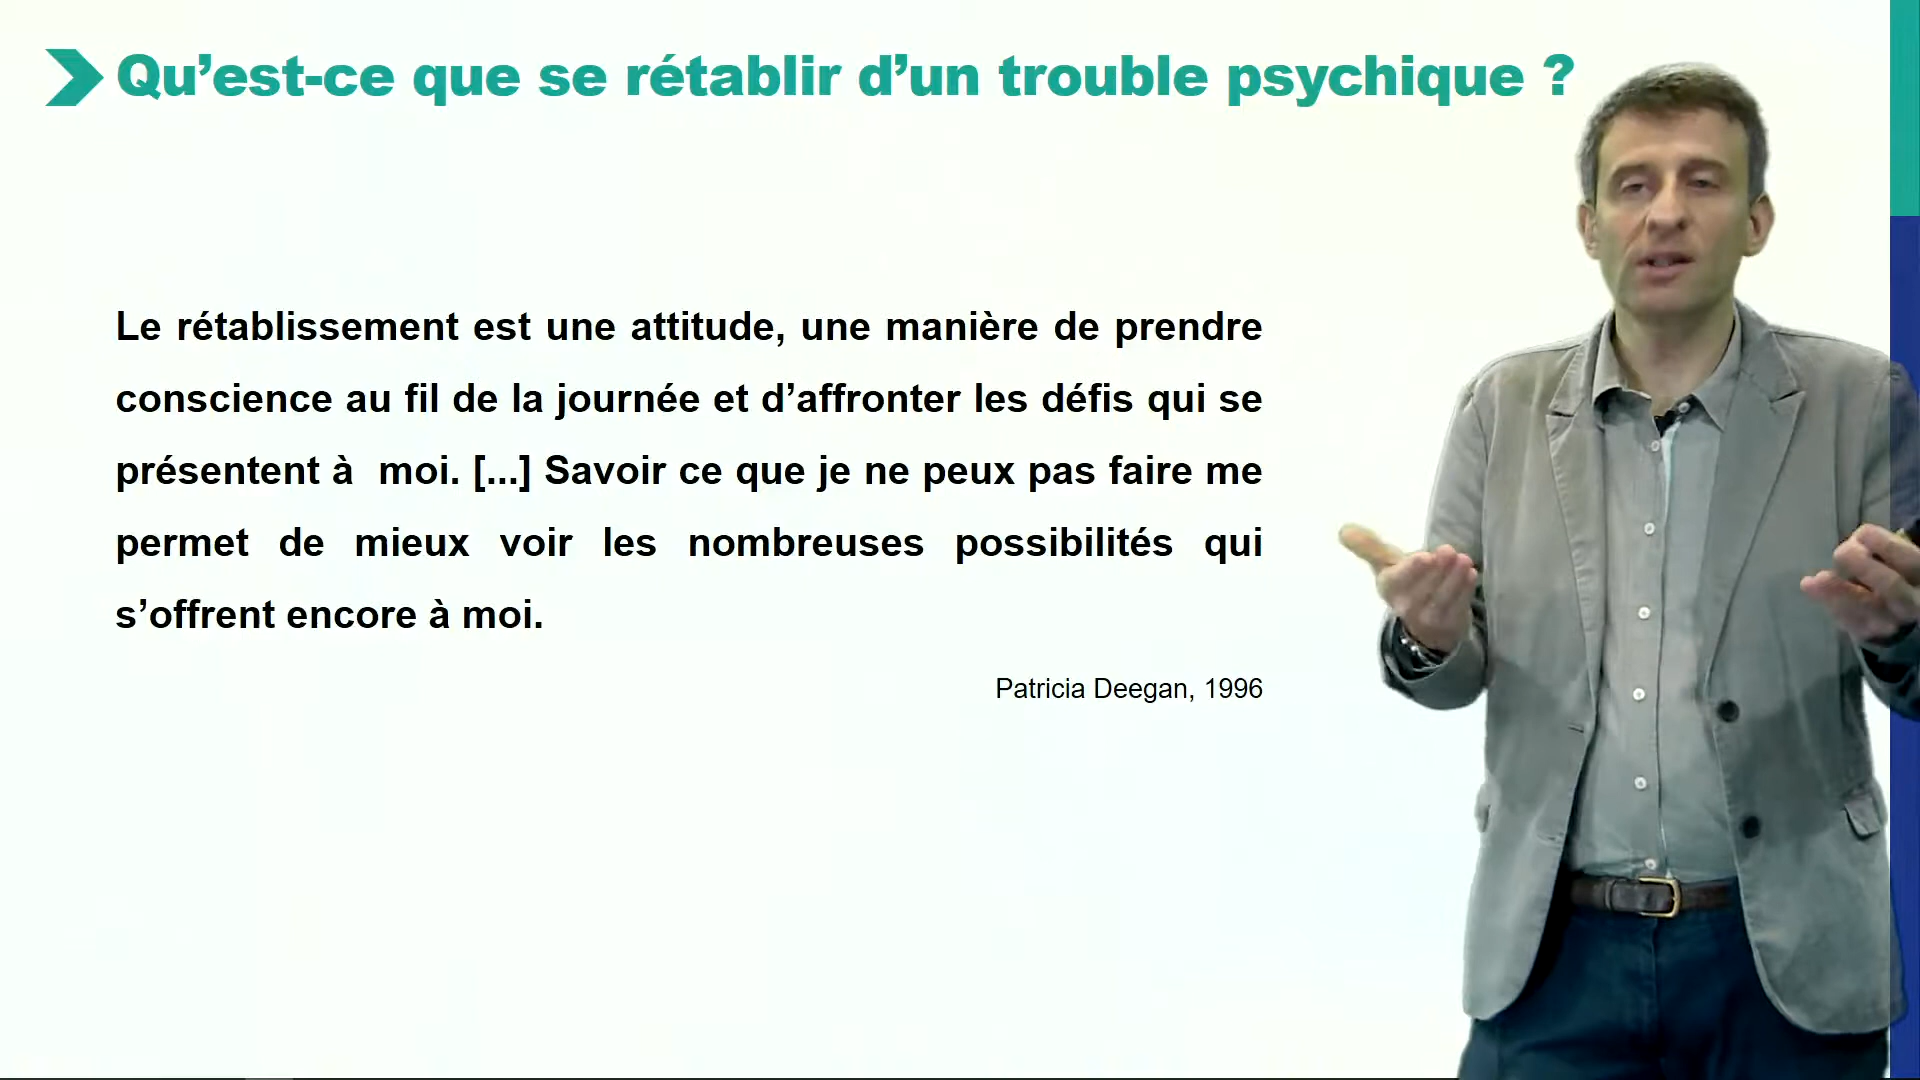 Qu’est-ce que se rétablir d’un trouble psychique ?
Le rétablissement est une attitude, une manière de prendre
conscience au fil de la journée et d’affronter les défis qui se
présentent à  moi. [...] Savoir ce que je ne peux pas faire me
permet de mieux voir les nombreuses possibilités qui
s’offrent encore à moi.
Patricia Deegan, 1996